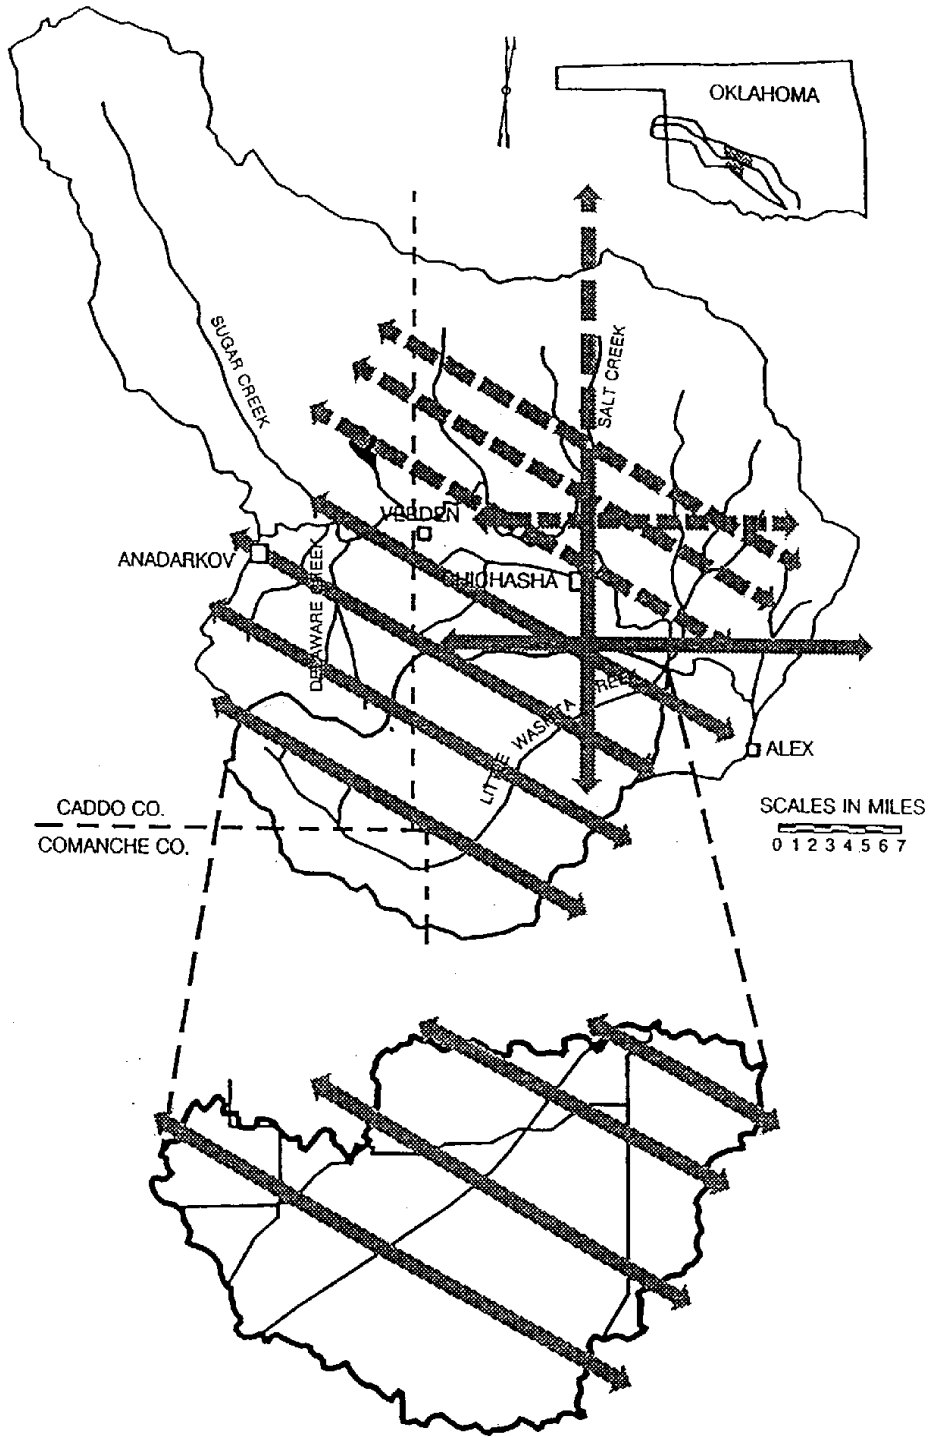 OKLAHOMA
SUGAR CREEK
SALT CREEK
ANADARKOV
CHICHASHA
DELAWARE CREEK
LITTLE WASHITA CREEK
ALEX
CADDO CO.
COMANCHE CO.
SCALES IN MILES
0 1 2 3 4 5 6 7